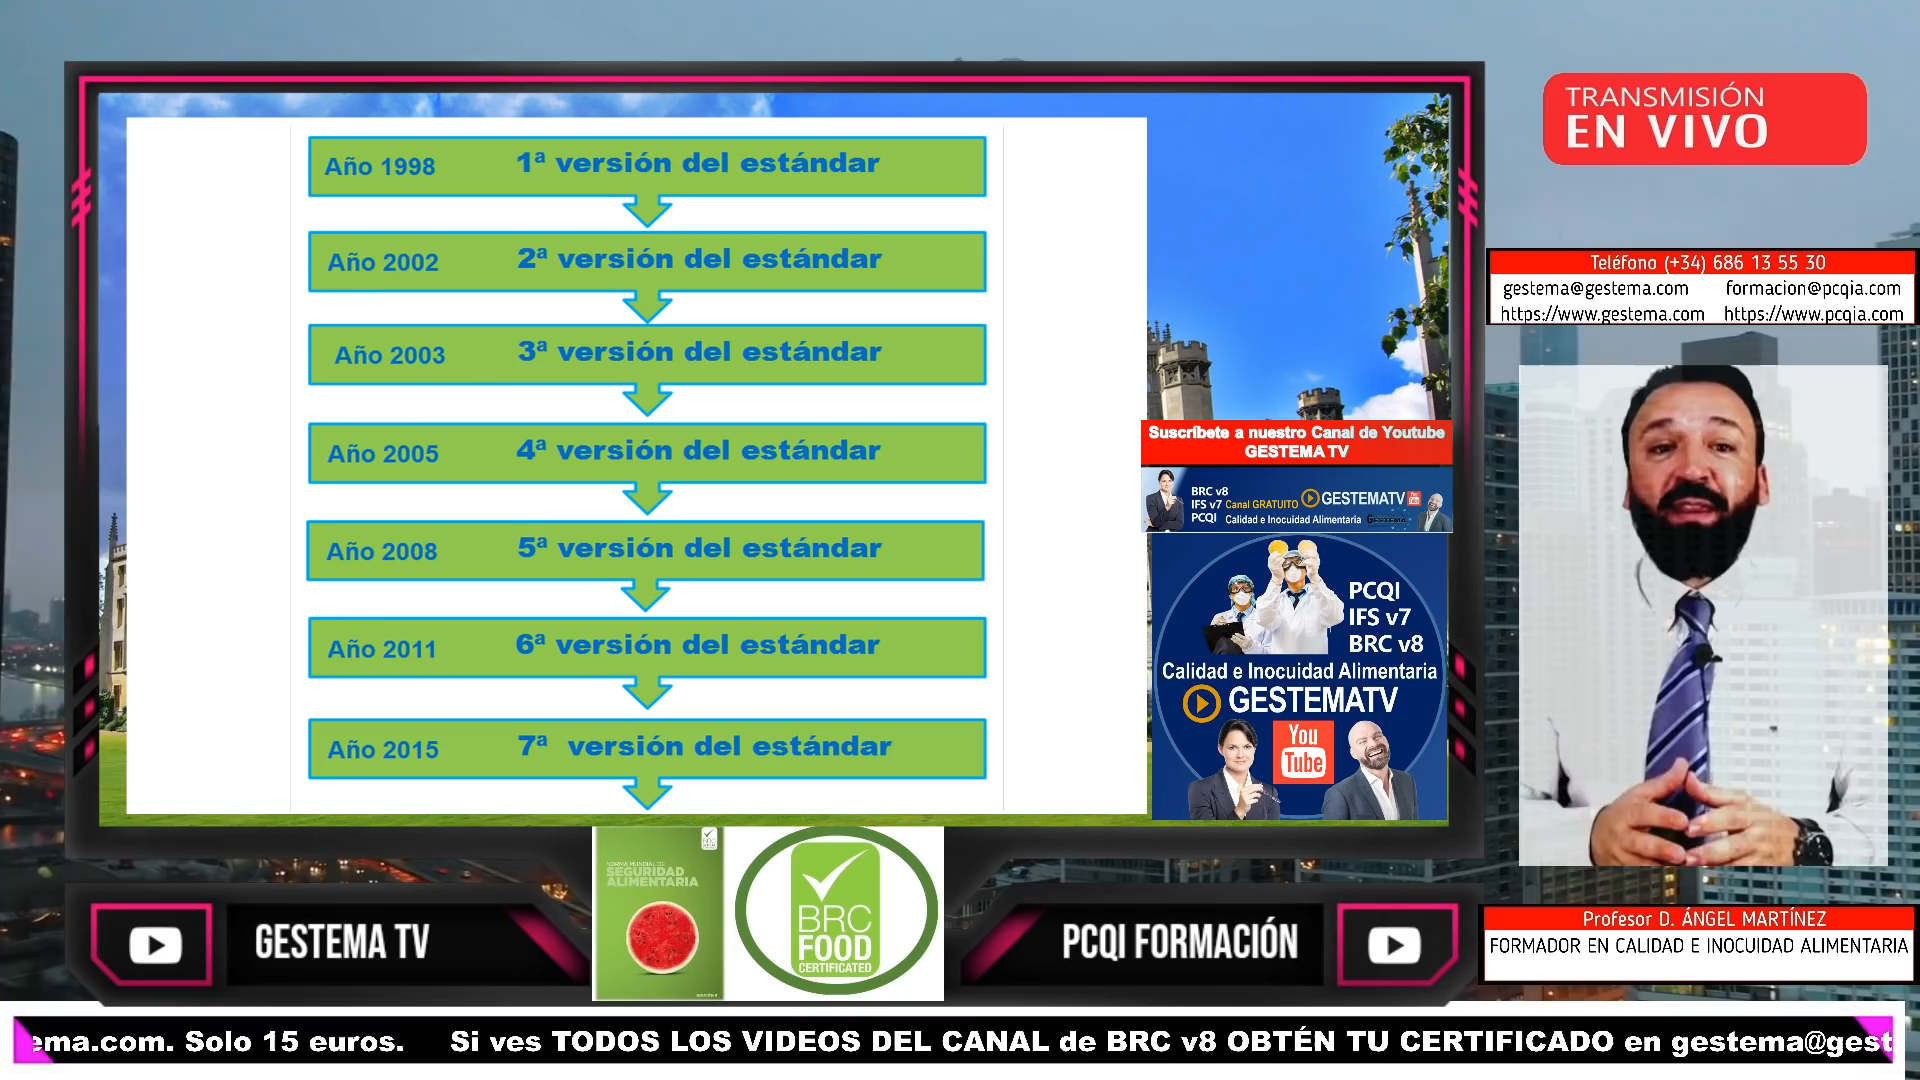 Año 1998 1ª versión del estándar
Año 2002 2ª versión del estándar
Año 2003 3ª versión del estándar
Año 2005 4ª versión del estándar
Año 2008 5ª versión del estándar
Año 2011 6ª versión del estándar
Año 2015 7ª versión del estándar
TRANSMISIÓN
EN VIVO
Teléfono (+34) 686 13 55 30
gestema@gestema.com formacion@pcqia.com
https://www.gestema.com https://www.pcqia.com
Suscríbete a nuestro Canal de Youtube
GESTEMA TV
BRC v8
IFS v7 Canal GRATUITO GESTEMATV You Tube
PCQI Calidad e Inocuidad Alimentaria GESTEMA
PCQI
IFS v7
BRC v8
Calidad e Inocuidad Alimentaria
GESTEMATV
You
Tube
NORMA MUNDIAL DE
SEGURIDAD
ALIMENTARIA
BRC
FOOD
CERTIFICATED
GESTEMA TV
PCQI FORMACIÓN
Profesor D. ÁNGEL MARTÍNEZ
FORMADOR EN CALIDAD E INOCUIDAD ALIMENTARIA
ema.com. Solo 15 euros. Si ves TODOS LOS VIDEOS DEL CANAL de BRC v8 OBTÉN TU CERTIFICADO en gestema@gest